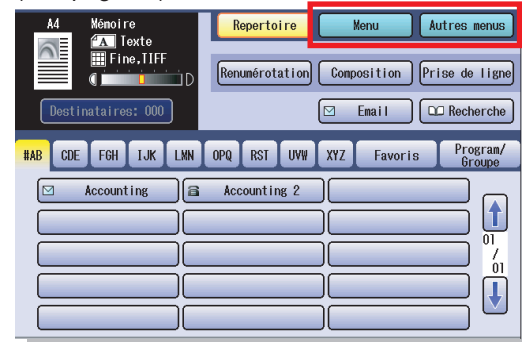 A4 Mémoire Repertoire Menu Autres menus
A Texte
Fine,TIFF
Renumérotation Composition Prise de ligne
D
Destinataires: 000 Email Recherche
#AB CDE FGH IJK LMN OPQ RST UVW XYZ Favoris Program/
Groupe
Accounting Accounting 2
01
/
01